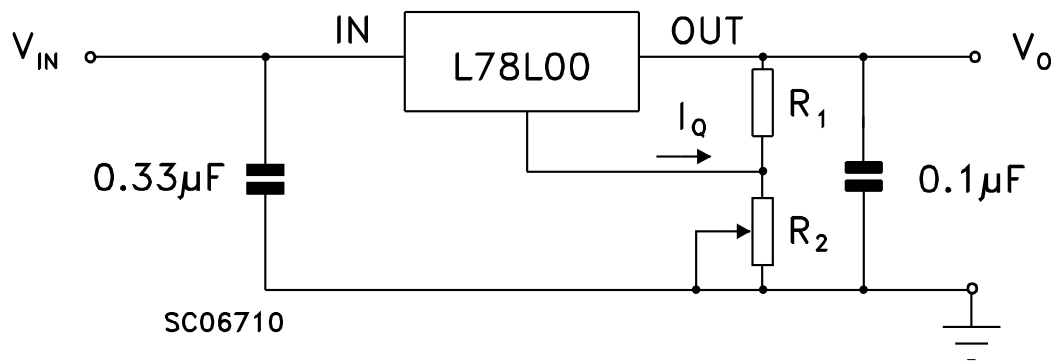 V_IN
IN
L78L00
OUT
V_O
R_1
I_Q
0.33µF
0.1µF
R_2
SC06710